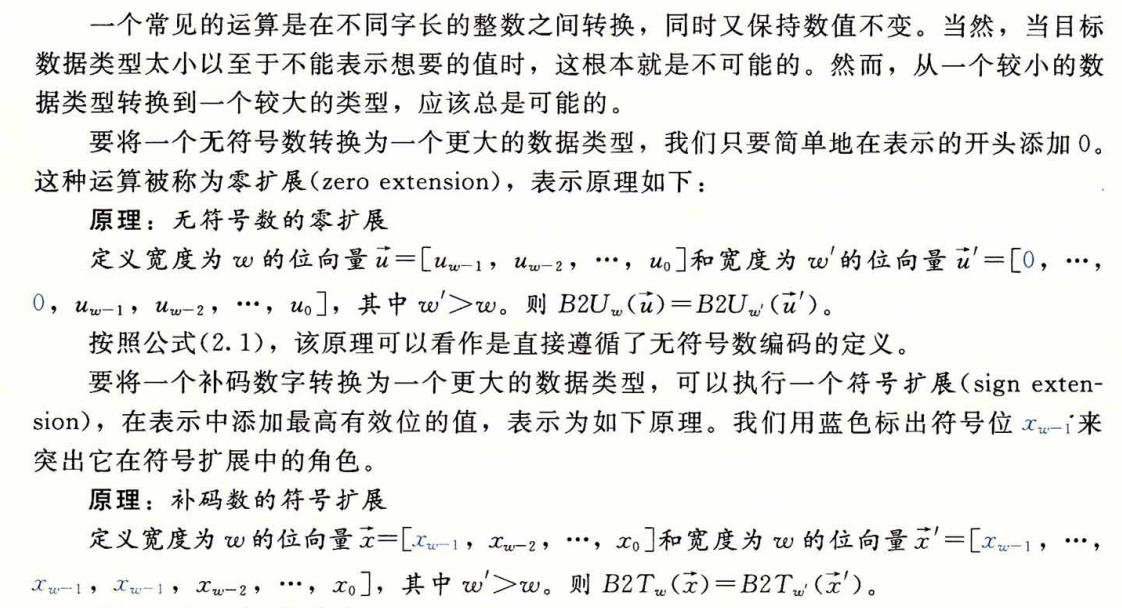 一个常见的运算是在不同字长的整数之间转换，同时又保持数值不变。当然，当目标
数据类型太小以至于不能表示想要的值时，这根本就是不可能的。然而，从一个较小的数
据类型转换到一个较大的类型，应该总是可能的。
要将一个无符号数转换为一个更大的数据类型，我们只要简单地在表示的开头添加0。
这种运算被称为零扩展(zero extension)，表示原理如下：
原理：无符号数的零扩展
定义宽度为 w 的位向量 u⃗=[u_{w-1}，u_{w-2}，…，u_0]和宽度为 w′的位向量 u⃗′=[0，…，
0，u_{w-1}，u_{w-2}，…，u_0]，其中 w′>w。则 B2U_w(u⃗)=B2U_{w′}(u⃗′)。
按照公式(2.1)，该原理可以看作是直接遵循了无符号数编码的定义。
要将一个补码数字转换为一个更大的数据类型，可以执行一个符号扩展(sign exten-
sion)，在表示中添加最高有效位的值，表示为如下原理。我们用蓝色标出符号位 x_{w-1}来
突出它在符号扩展中的角色。
原理：补码数的符号扩展
定义宽度为 w 的位向量 x⃗=[x_{w-1}，x_{w-2}，…，x_0]和宽度为 w 的位向量 x⃗′=[x_{w-1}，…，
x_{w-1}，x_{w-1}，x_{w-2}，…，x_0]，其中 w′>w。则 B2T_w(x⃗)=B2T_{w′}(x⃗′)。